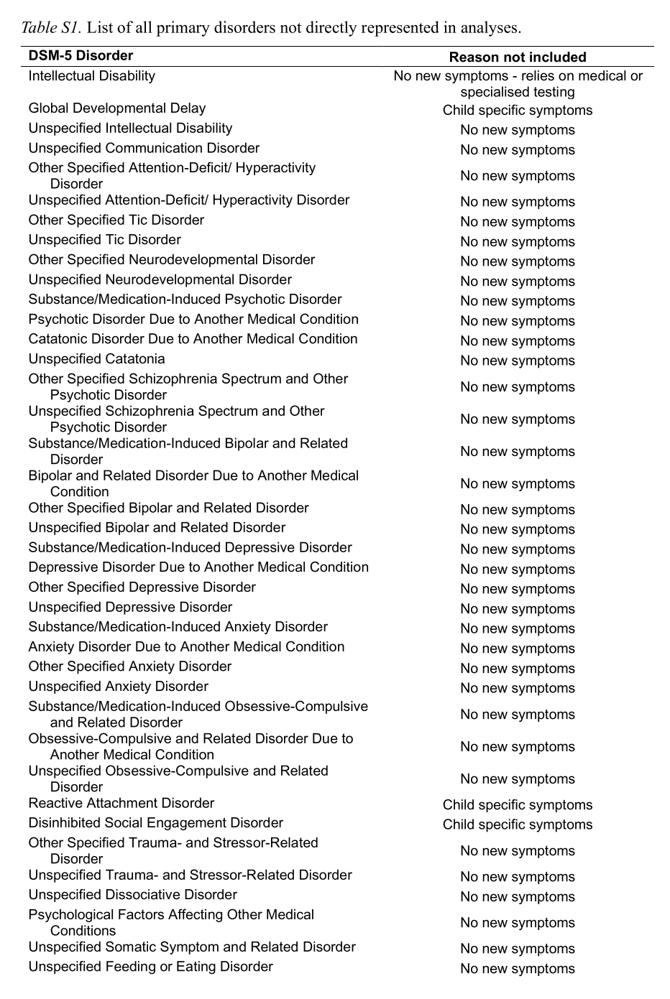 Table S1. List of all primary disorders not directly represented in analyses.
DSM-5 Disorder Reason not included
Intellectual Disability No new symptoms - relies on medical or
specialised testing
Global Developmental Delay Child specific symptoms
Unspecified Intellectual Disability No new symptoms
Unspecified Communication Disorder No new symptoms
Other Specified Attention-Deficit/ Hyperactivity
Disorder No new symptoms
Unspecified Attention-Deficit/ Hyperactivity Disorder No new symptoms
Other Specified Tic Disorder No new symptoms
Unspecified Tic Disorder No new symptoms
Other Specified Neurodevelopmental Disorder No new symptoms
Unspecified Neurodevelopmental Disorder No new symptoms
Substance/Medication-Induced Psychotic Disorder No new symptoms
Psychotic Disorder Due to Another Medical Condition No new symptoms
Catatonic Disorder Due to Another Medical Condition No new symptoms
Unspecified Catatonia No new symptoms
Other Specified Schizophrenia Spectrum and Other
Psychotic Disorder No new symptoms
Unspecified Schizophrenia Spectrum and Other
Psychotic Disorder No new symptoms
Substance/Medication-Induced Bipolar and Related
Disorder No new symptoms
Bipolar and Related Disorder Due to Another Medical
Condition No new symptoms
Other Specified Bipolar and Related Disorder No new symptoms
Unspecified Bipolar and Related Disorder No new symptoms
Substance/Medication-Induced Depressive Disorder No new symptoms
Depressive Disorder Due to Another Medical Condition No new symptoms
Other Specified Depressive Disorder No new symptoms
Unspecified Depressive Disorder No new symptoms
Substance/Medication-Induced Anxiety Disorder No new symptoms
Anxiety Disorder Due to Another Medical Condition No new symptoms
Other Specified Anxiety Disorder No new symptoms
Unspecified Anxiety Disorder No new symptoms
Substance/Medication-Induced Obsessive-Compulsive
and Related Disorder No new symptoms
Obsessive-Compulsive and Related Disorder Due to
Another Medical Condition No new symptoms
Unspecified Obsessive-Compulsive and Related
Disorder No new symptoms
Reactive Attachment Disorder Child specific symptoms
Disinhibited Social Engagement Disorder Child specific symptoms
Other Specified Trauma- and Stressor-Related
Disorder No new symptoms
Unspecified Trauma- and Stressor-Related Disorder No new symptoms
Unspecified Dissociative Disorder No new symptoms
Psychological Factors Affecting Other Medical
Conditions No new symptoms
Unspecified Somatic Symptom and Related Disorder No new symptoms
Unspecified Feeding or Eating Disorder No new symptoms